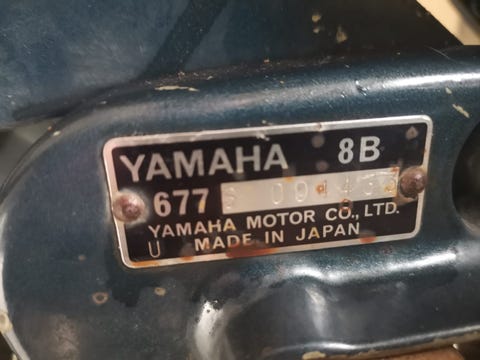 YAMAHA 8B
677
YAMAHA MOTOR CO., LTD.
U MADE IN JAPAN